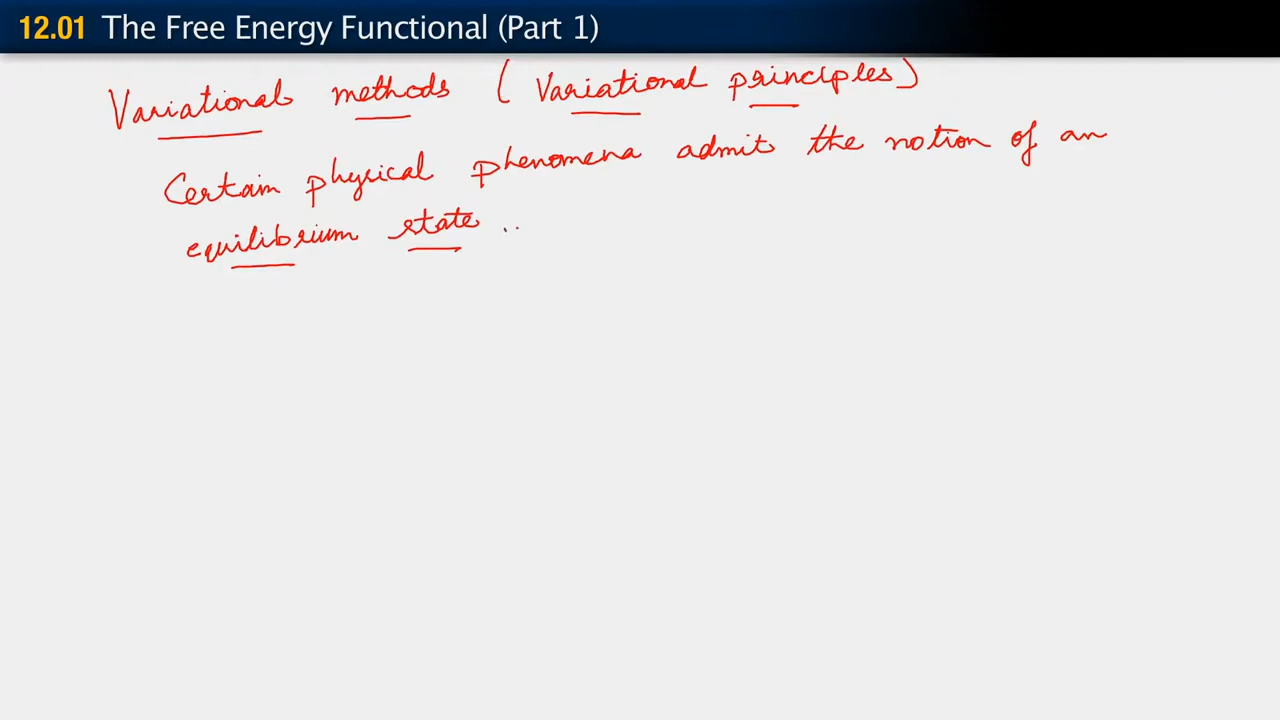 12.01 The Free Energy Functional (Part 1)
Variational methods (Variational principles)
Certain physical phenomena admit the notion of an
equilibrium state ..